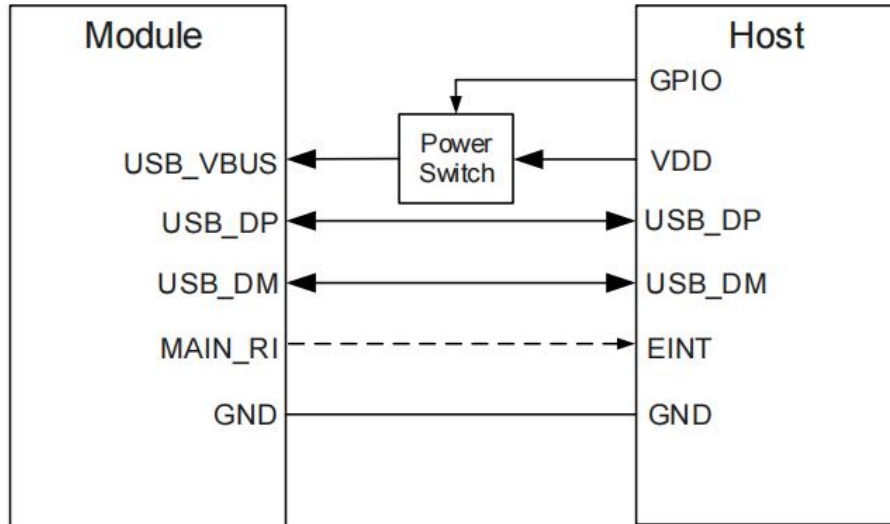 Module
Host
GPIO
Power
Switch
USB_VBUS
VDD
USB_DP
USB_DP
USB_DM
USB_DM
MAIN_RI
EINT
GND
GND